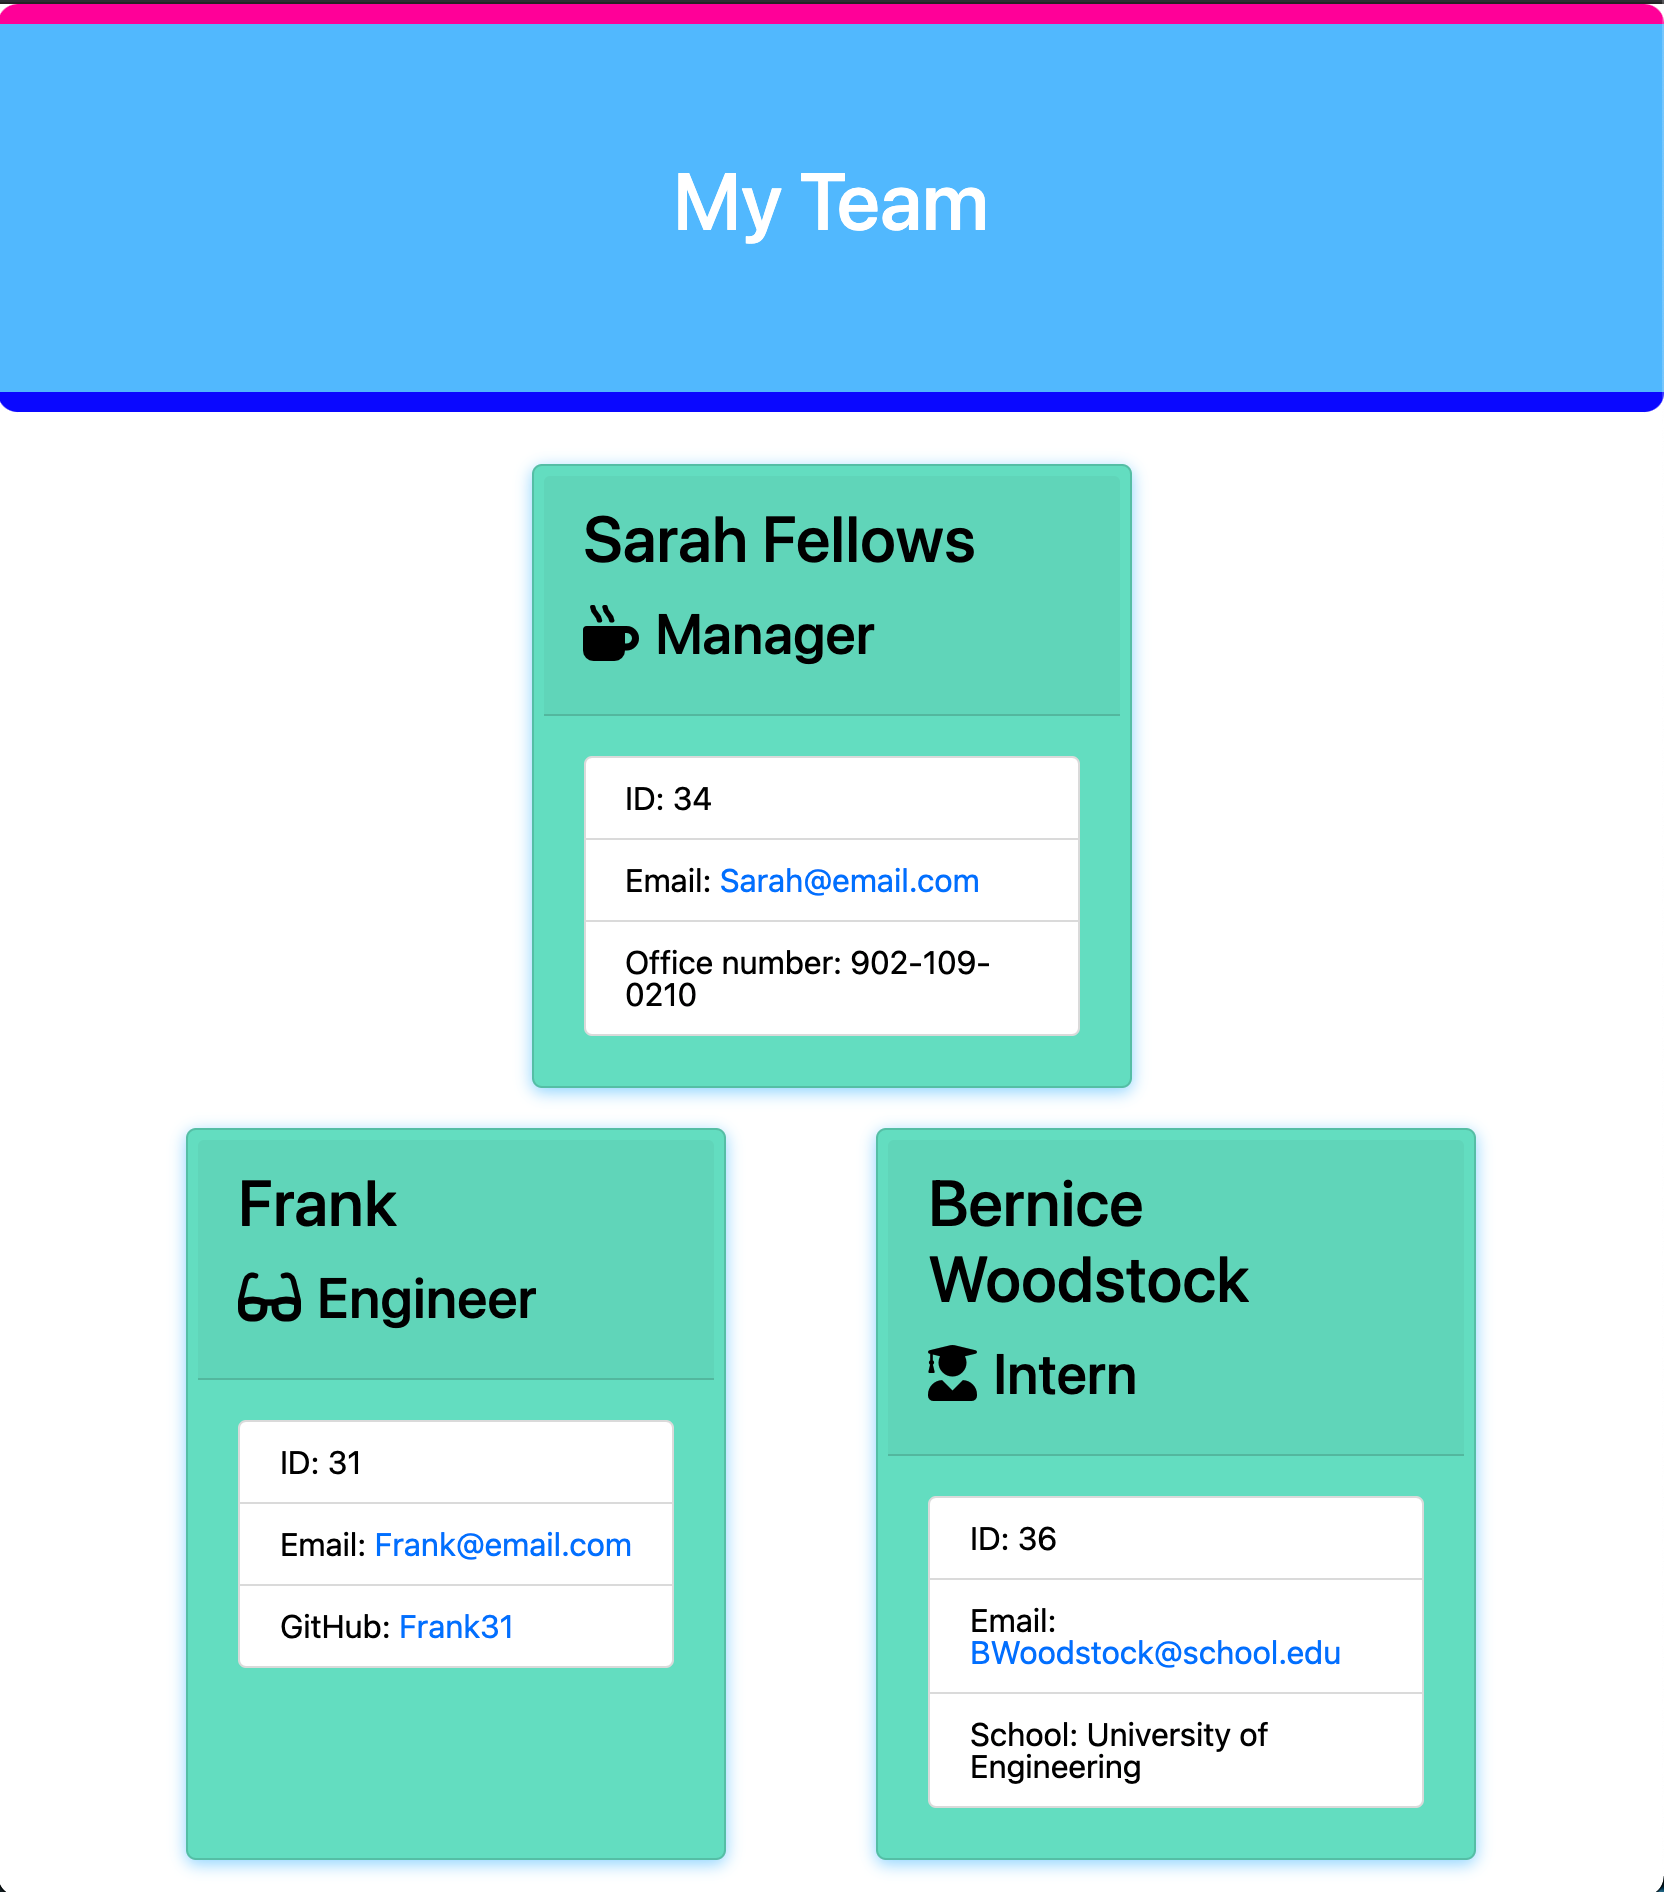 My Team
Sarah Fellows
Manager
ID: 34
Email: Sarah@email.com
Office number: 902-109-
0210
Frank
Engineer
ID: 31
Email: Frank@email.com
GitHub: Frank31
Bernice
Woodstock
Intern
ID: 36
Email:
BWoodstock@school.edu
School: University of
Engineering